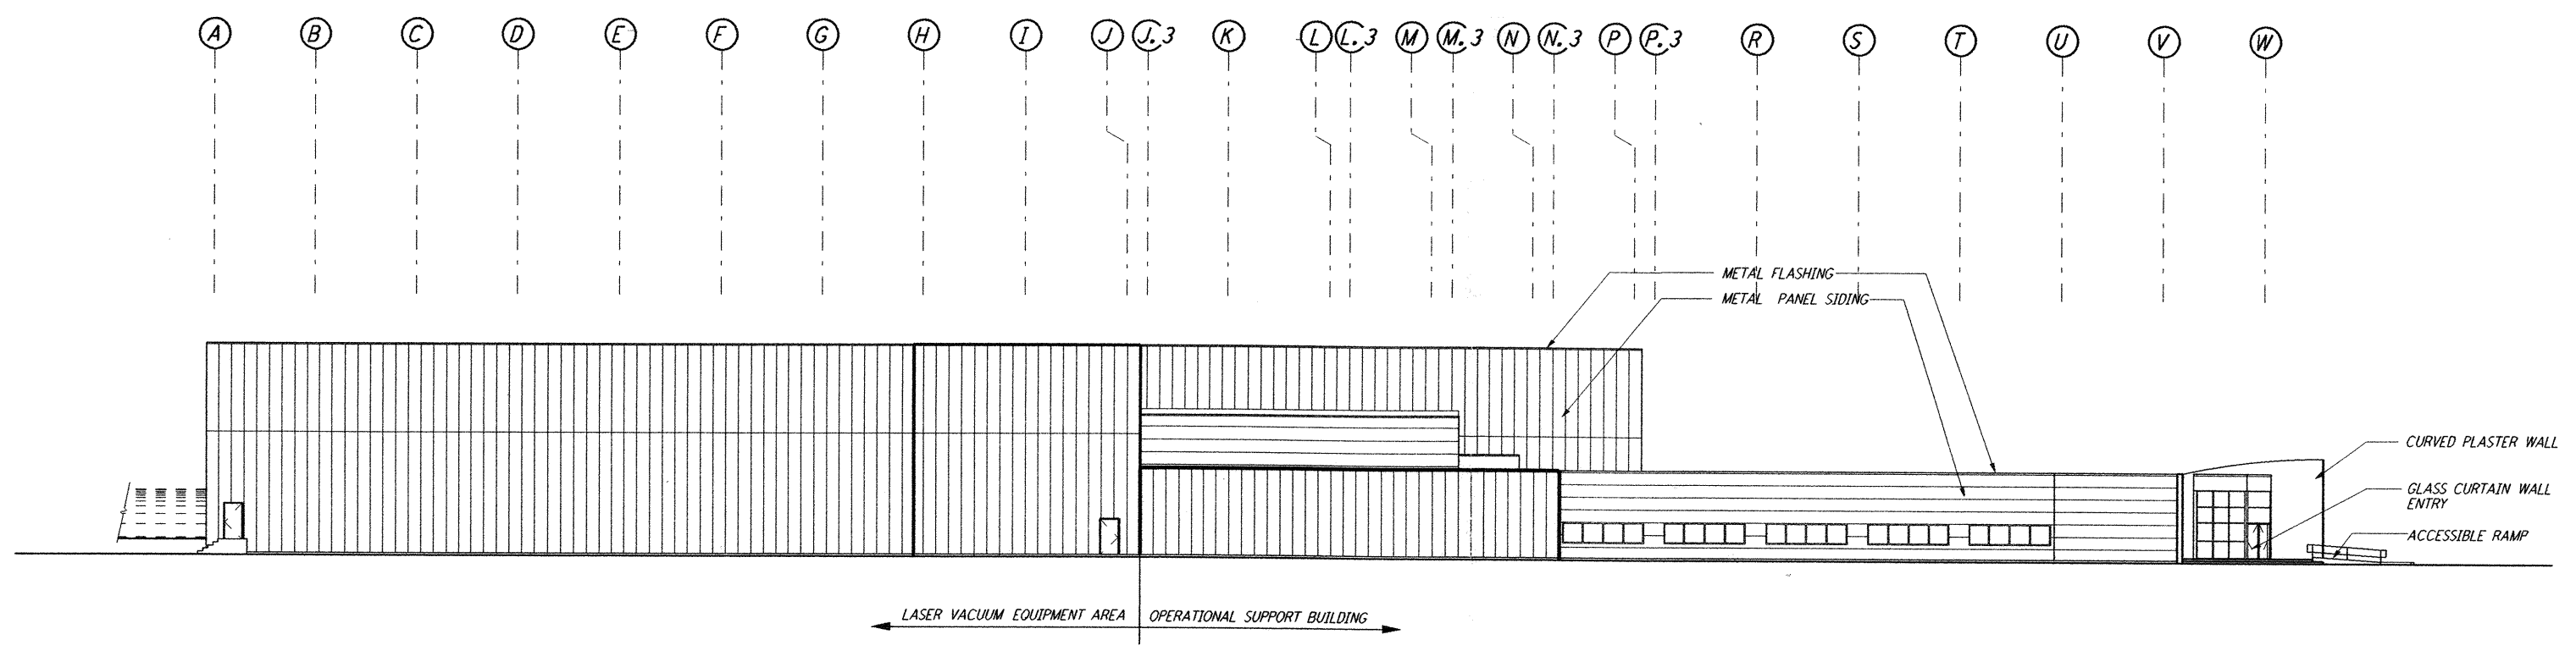 A B C D E F G H I J J.3 K L L.3 M M.3 N N.3 P P.3 R S T U V W
METAL FLASHING
METAL PANEL SIDING
CURVED PLASTER WALL
GLASS CURTAIN WALL
ENTRY
ACCESSIBLE RAMP
LASER VACUUM EQUIPMENT AREA OPERATIONAL SUPPORT BUILDING